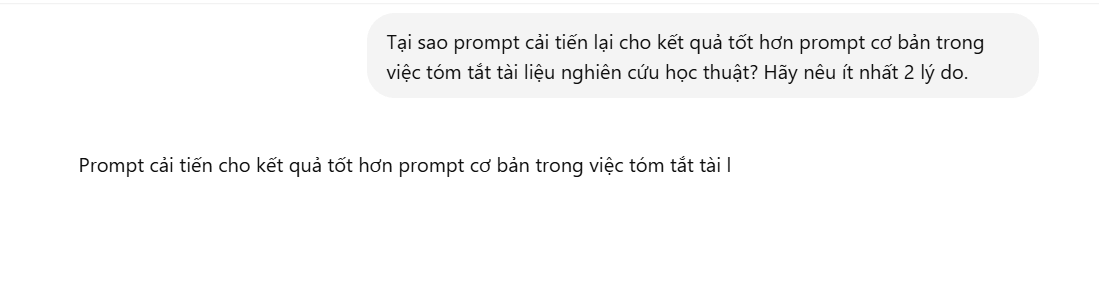 Tại sao prompt cải tiến lại cho kết quả tốt hơn prompt cơ bản trong
việc tóm tắt tài liệu nghiên cứu học thuật? Hãy nêu ít nhất 2 lý do.
Prompt cải tiến cho kết quả tốt hơn prompt cơ bản trong việc tóm tắt tài l